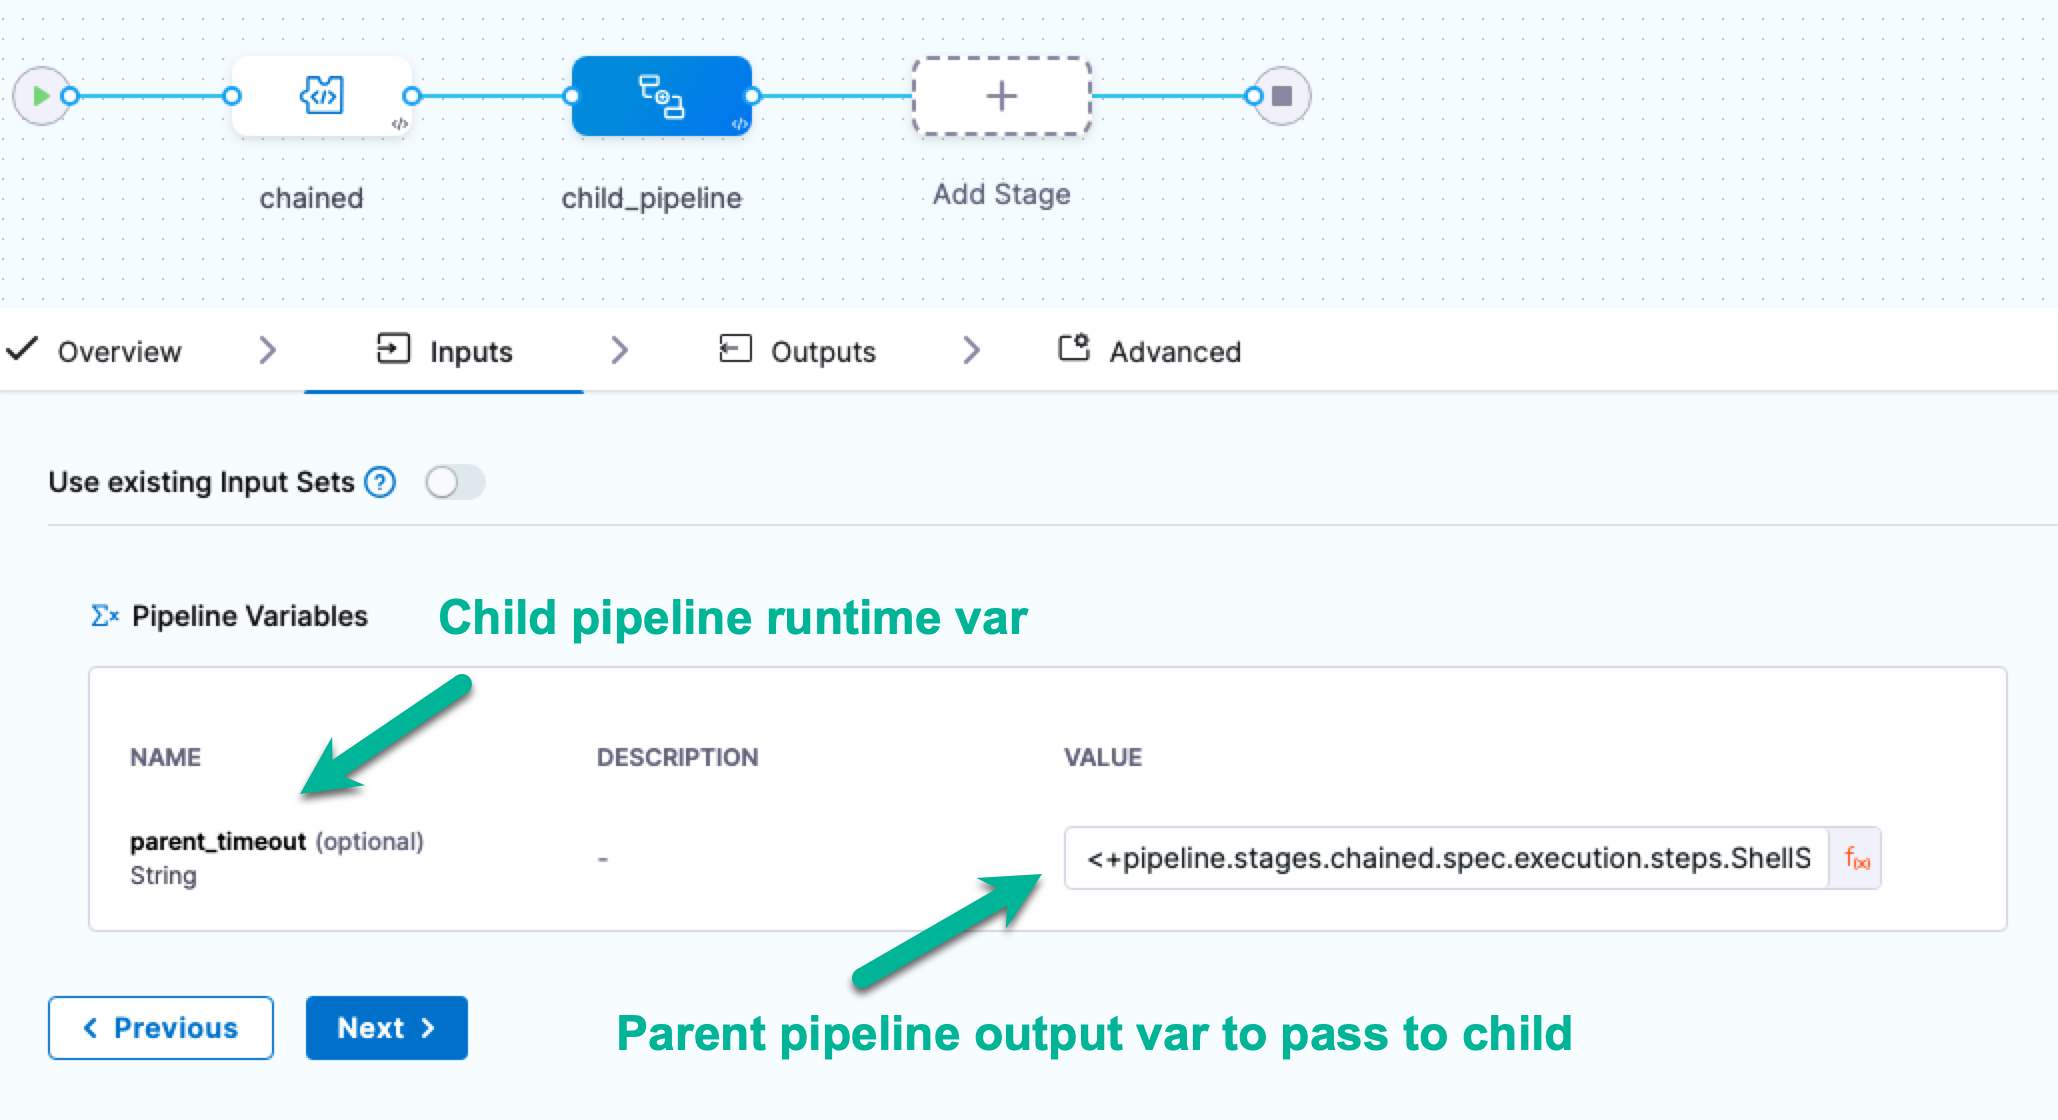 chained
child_pipeline
Add Stage
Overview
Inputs
Outputs
Advanced
Use existing Input Sets ?
Σx Pipeline Variables
Child pipeline runtime var
NAME DESCRIPTION VALUE
parent_timeout (optional)
String
-
<+pipeline.stages.chained.spec.execution.steps.ShellS
f(x)
Previous
Next
Parent pipeline output var to pass to child